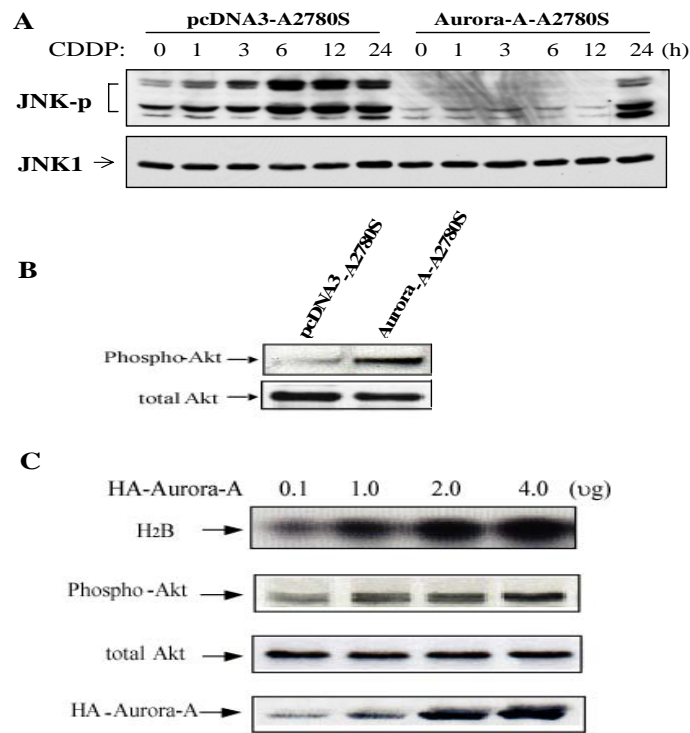 A
pcDNA3-A2780S Aurora-A-A2780S
CDDP: 0 1 3 6 12 24 0 1 3 6 12 24 (h)
JNK-p
JNK1
B
pcDNA3-A2780S
Aurora-A-A2780S
Phospho-Akt
total Akt
C
HA-Aurora-A 0.1 1.0 2.0 4.0 (υg)
H2B
Phospho-Akt
total Akt
HA-Aurora-A